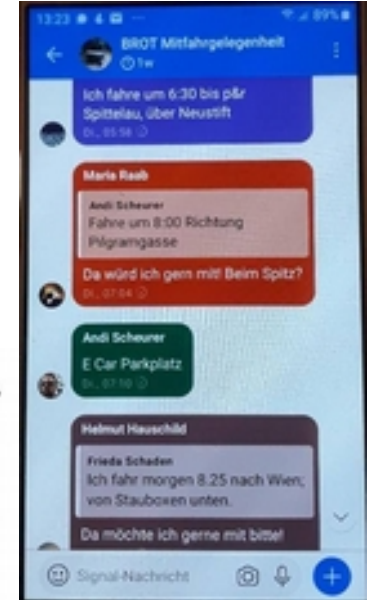 13:23
89%
BROT Mitfahrgelegenheit
1w
Ich fahre um 6:30 bis p&r
Spittelau, über Neustift
Di., 05:58
Maria Raab
Andi Scheurer
Fahre um 8:00 Richtung
Pilgramgasse
Da würd ich gern mit! Beim Spitz?
Di., 07:04
Andi Scheurer
E Car Parkplatz
Di., 07:10
Helmut Hauschild
Frieda Schaden
Ich fahr morgen 8.25 nach Wien;
von Stauboxen unten.
Da möchte ich gerne mit bitte!
Signal-Nachricht